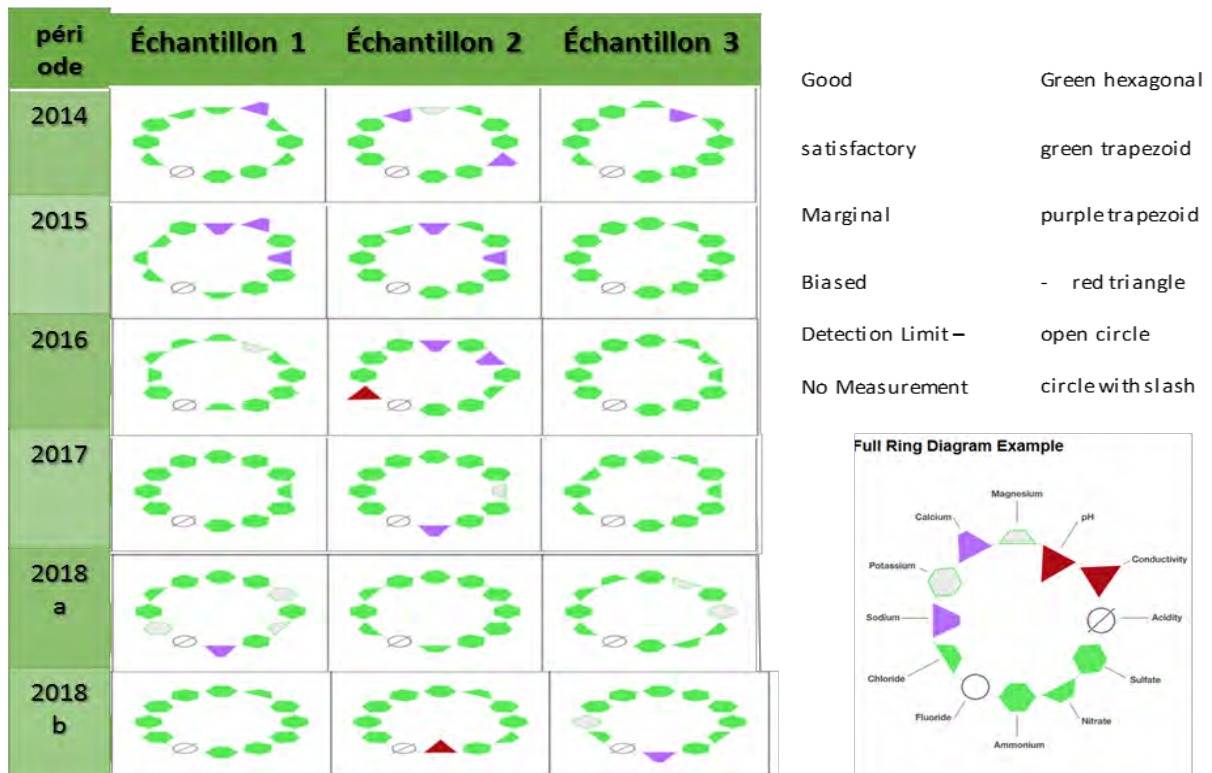 péri
ode
Échantillon 1
Échantillon 2
Échantillon 3
2014
2015
2016
2017
2018
a
2018
b
Good Green hexagonal
satisfactory green trapezoid
Marginal purple trapezoid
Biased - red triangle
Detection Limit – open circle
No Measurement circle with slash
Full Ring Diagram Example
Magnesium
Calcium
pH
Potassium
Conductivity
Sodium
Acidity
Chloride
Sulfate
Fluoride
Nitrate
Ammonium